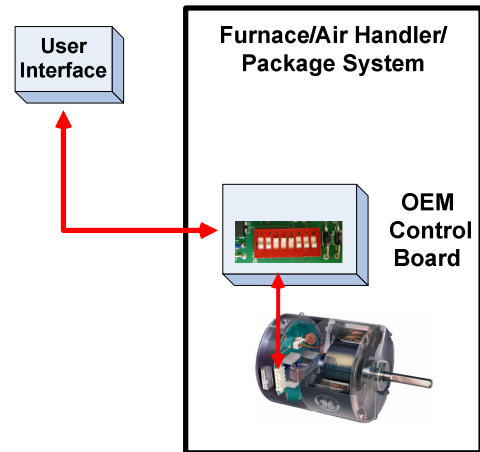 User
Interface
Furnace/Air Handler/
Package System
OEM
Control
Board